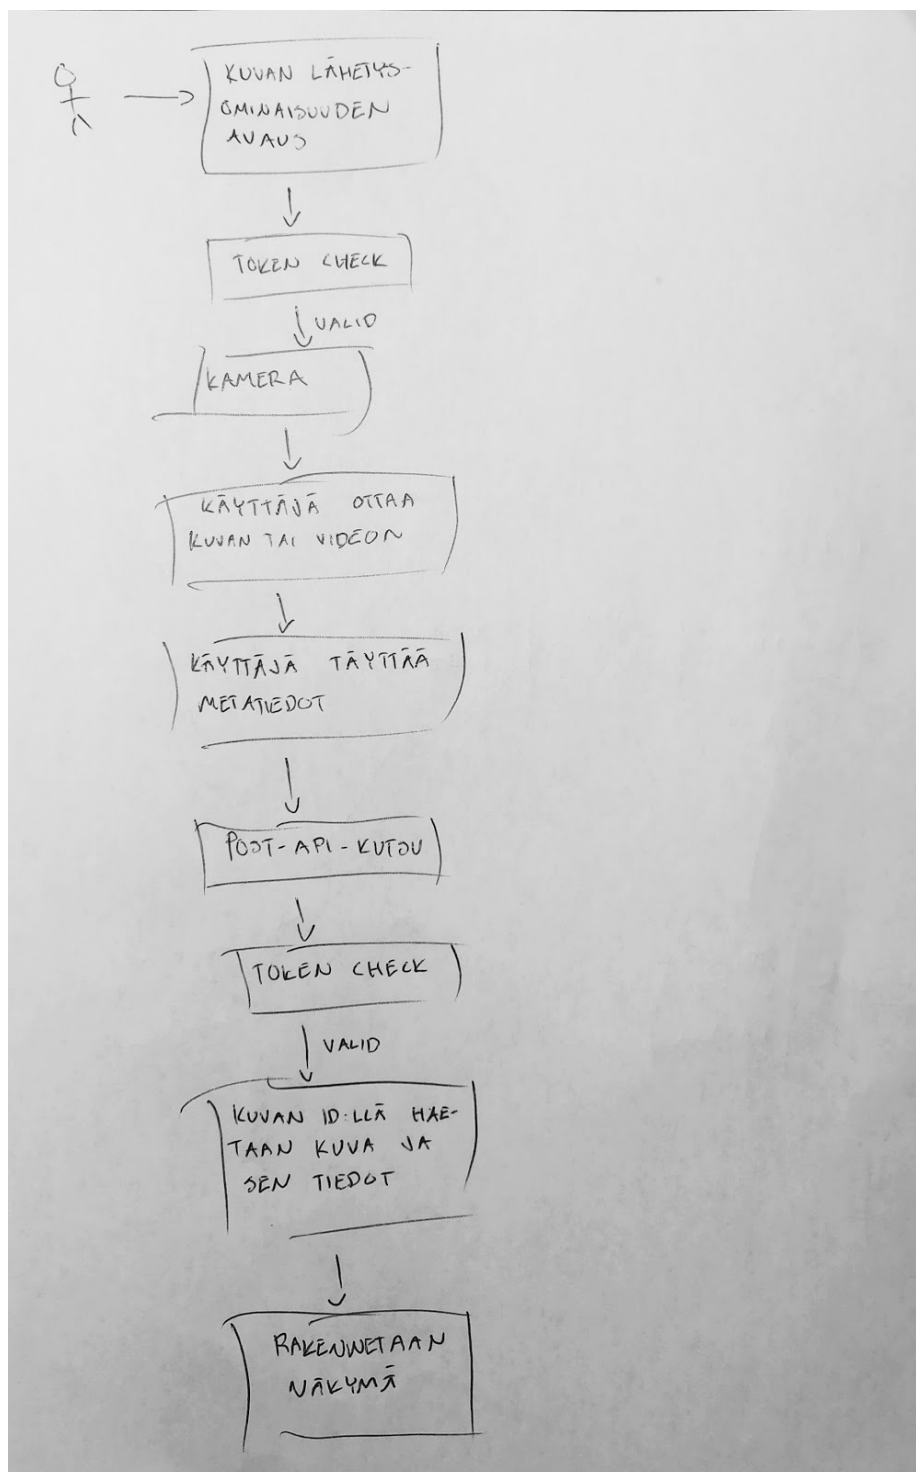 KUVAN LÄHETYS-
OMINAISUUDEN
AVAUS
TOKEN CHECK
VALID
KAMERA
KÄYTTÄJÄ OTTAA
KUVAN TAI VIDEON
KÄYTTÄJÄ TÄYTTÄÄ
METATIEDOT
POST-API-KUTSU
TOKEN CHECK
VALID
KUVAN ID:LLÄ HAE-
TAAN KUVA JA
SEN TIEDOT
RAKENNETAAN
NÄKYMÄ